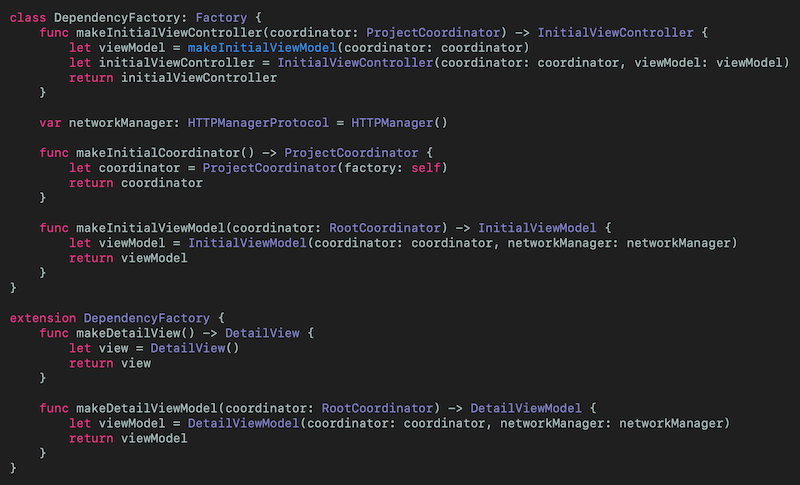 class DependencyFactory: Factory {
    func makeInitialViewController(coordinator: ProjectCoordinator) -> InitialViewController {
        let viewModel = makeInitialViewModel(coordinator: coordinator)
        let initialViewController = InitialViewController(coordinator: coordinator, viewModel: viewModel)
        return initialViewController
    }

    var networkManager: HTTPManagerProtocol = HTTPManager()

    func makeInitialCoordinator() -> ProjectCoordinator {
        let coordinator = ProjectCoordinator(factory: self)
        return coordinator
    }

    func makeInitialViewModel(coordinator: RootCoordinator) -> InitialViewModel {
        let viewModel = InitialViewModel(coordinator: coordinator, networkManager: networkManager)
        return viewModel
    }
}

extension DependencyFactory {
    func makeDetailView() -> DetailView {
        let view = DetailView()
        return view
    }

    func makeDetailViewModel(coordinator: RootCoordinator) -> DetailViewModel {
        let viewModel = DetailViewModel(coordinator: coordinator, networkManager: networkManager)
        return viewModel
    }
}